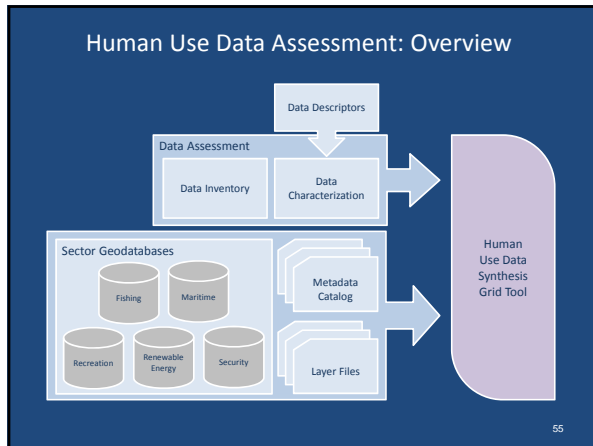 Human Use Data Assessment: Overview
Data Descriptors
Data Assessment
Data Inventory
Data
Characterization
Sector Geodatabases
Fishing
Maritime
Recreation
Renewable
Energy
Security
Metadata
Catalog
Layer Files
Human
Use Data
Synthesis
Grid Tool
55